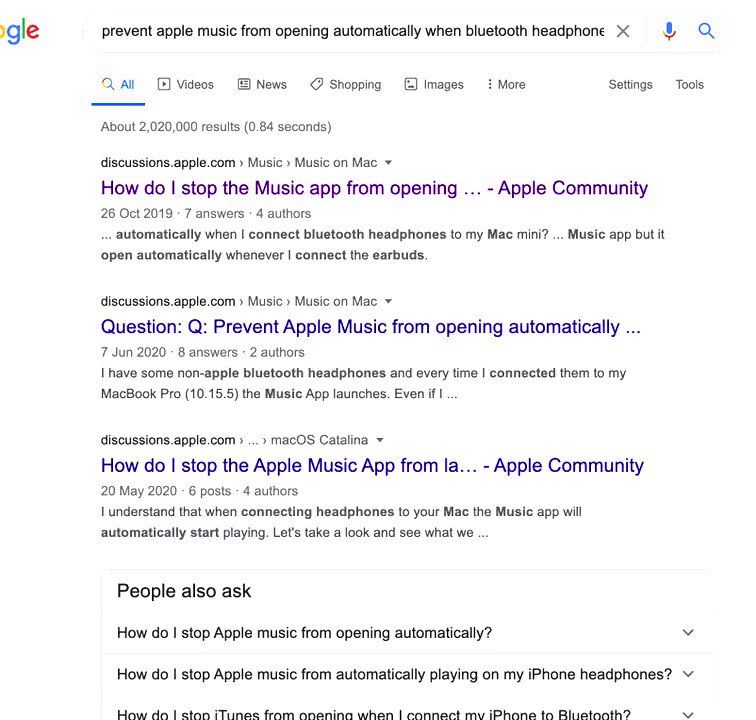 ogle
prevent apple music from opening automatically when bluetooth headphone
All Videos News Shopping Images More Settings Tools
About 2,020,000 results (0.84 seconds)
discussions.apple.com › Music › Music on Mac
How do I stop the Music app from opening ... - Apple Community
26 Oct 2019 · 7 answers · 4 authors
... automatically when I connect bluetooth headphones to my Mac mini? ... Music app but it
open automatically whenever I connect the earbuds.
discussions.apple.com › Music › Music on Mac
Question: Q: Prevent Apple Music from opening automatically ...
7 Jun 2020 · 8 answers · 2 authors
I have some non-apple bluetooth headphones and every time I connected them to my
MacBook Pro (10.15.5) the Music App launches. Even if I ...
discussions.apple.com › ... › macOS Catalina
How do I stop the Apple Music App from la... - Apple Community
20 May 2020 · 6 posts · 4 authors
I understand that when connecting headphones to your Mac the Music app will
automatically start playing. Let's take a look and see what we ...
People also ask
How do I stop Apple music from opening automatically?
How do I stop Apple music from automatically playing on my iPhone headphones?
How do I stop iTunes from opening when I connect my iPhone to Bluetooth?